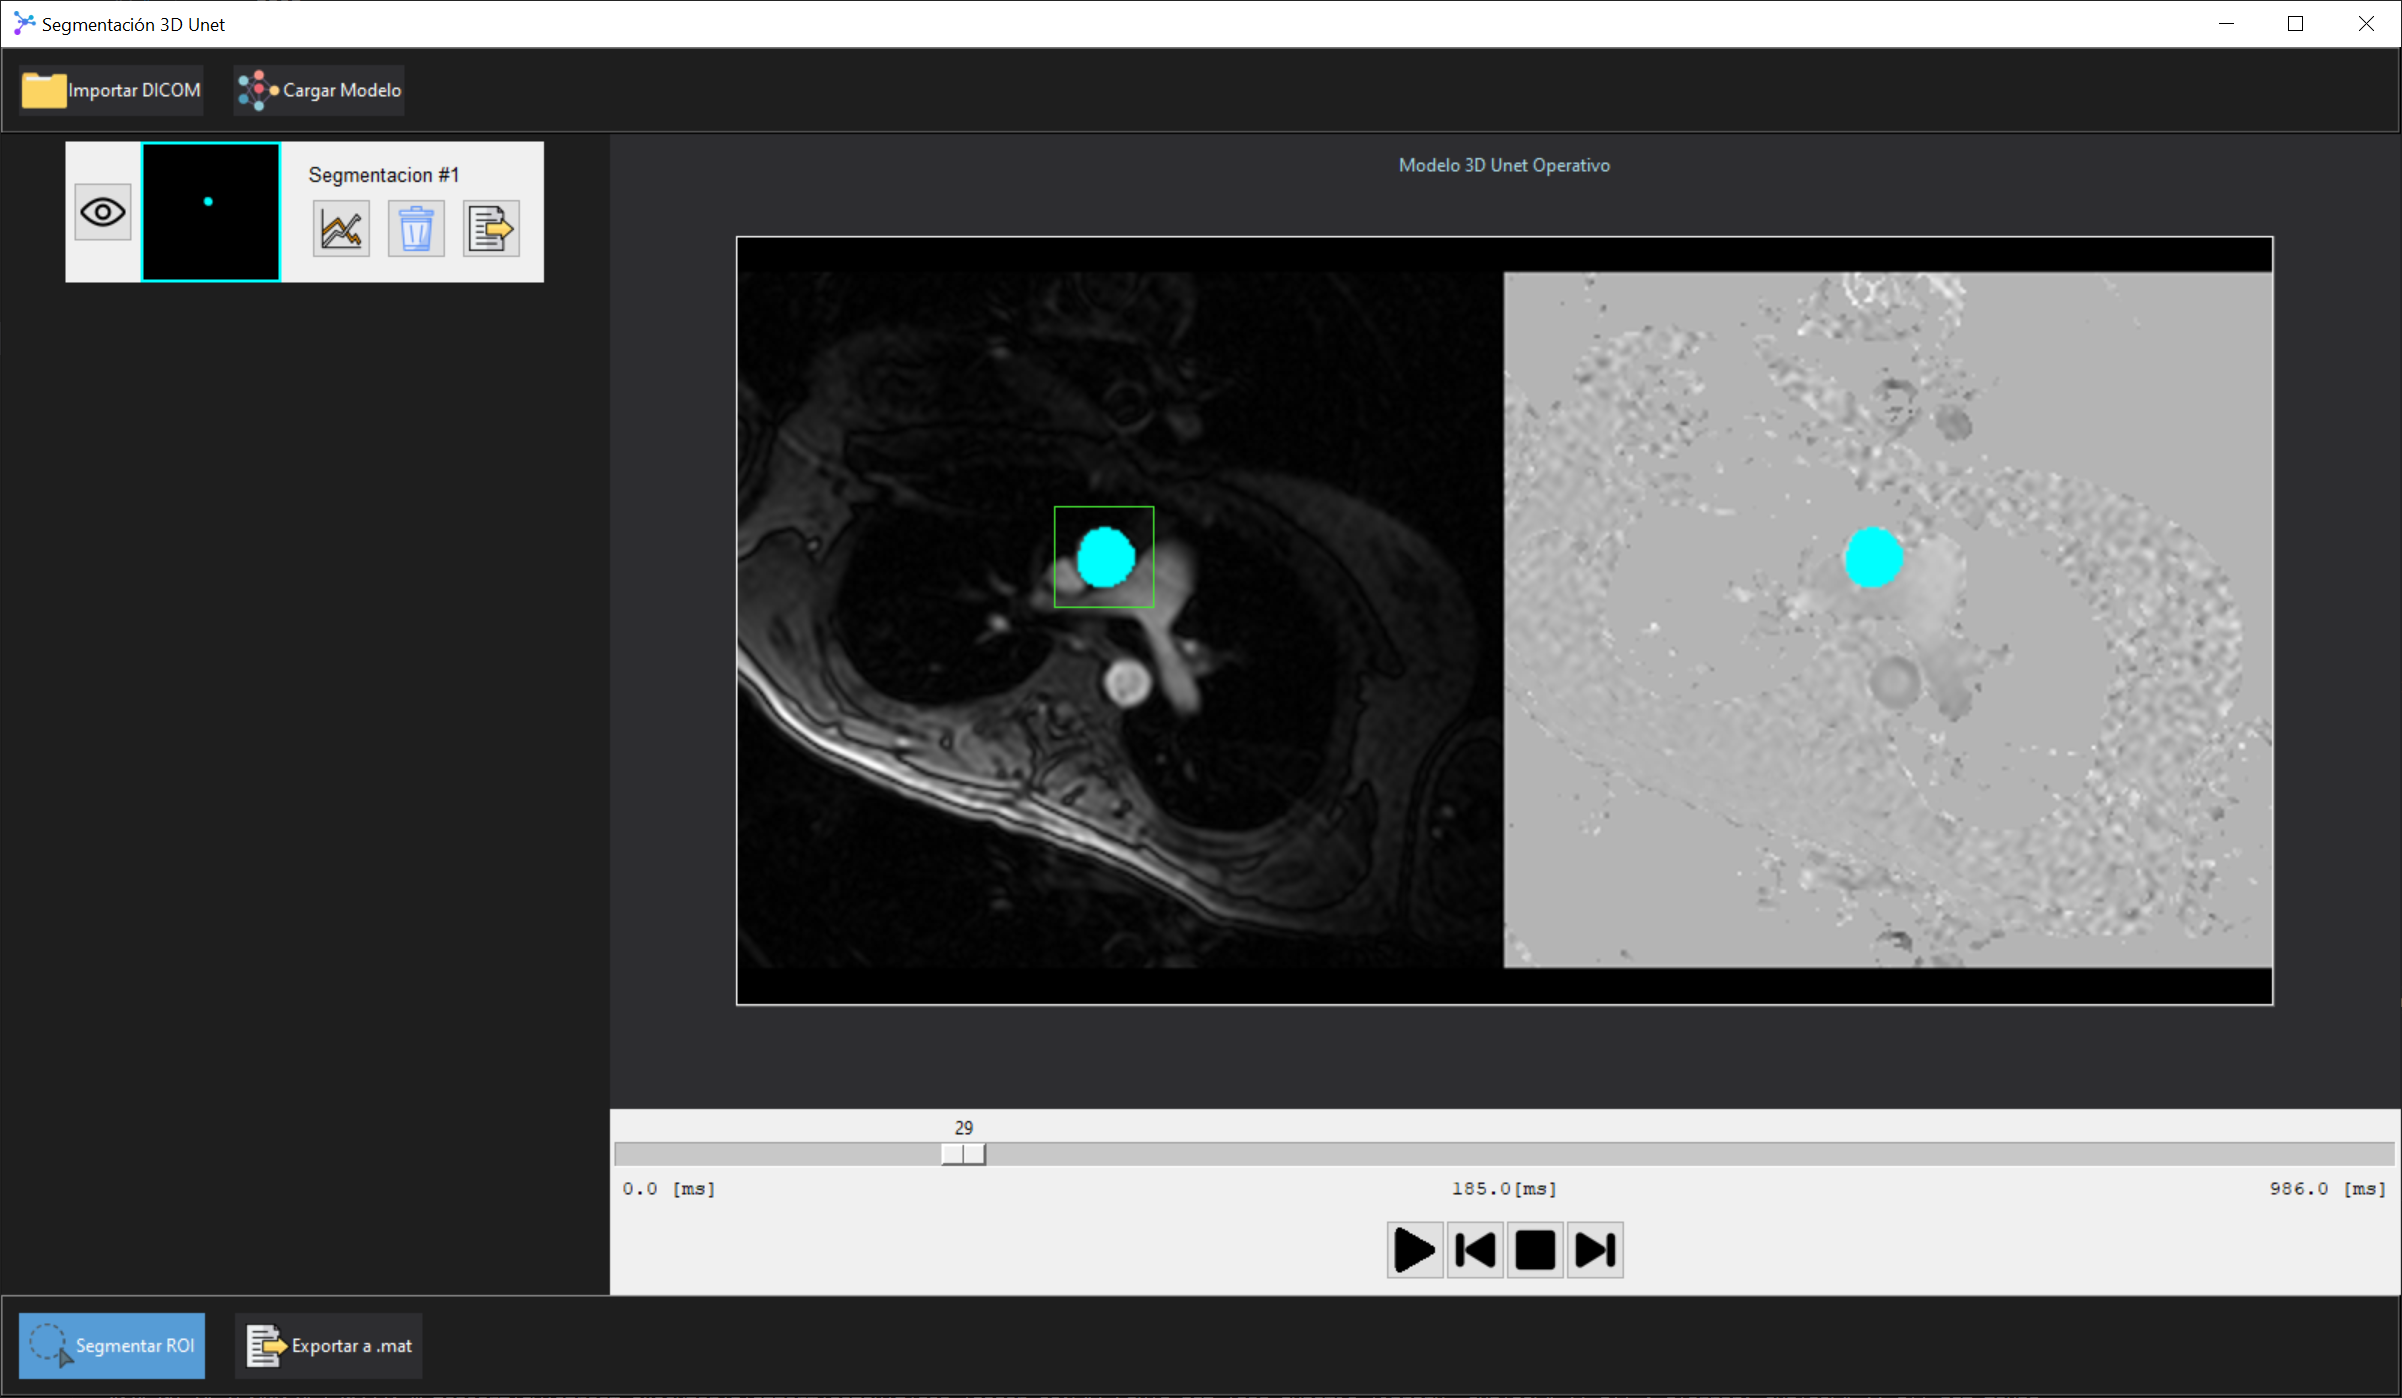 Segmentación 3D Unet
Importar DICOM
Cargar Modelo
Segmentacion #1
Modelo 3D Unet Operativo
29
0.0 [ms]
185.0[ms]
986.0 [ms]
Segmentar ROI
Exportar a .mat